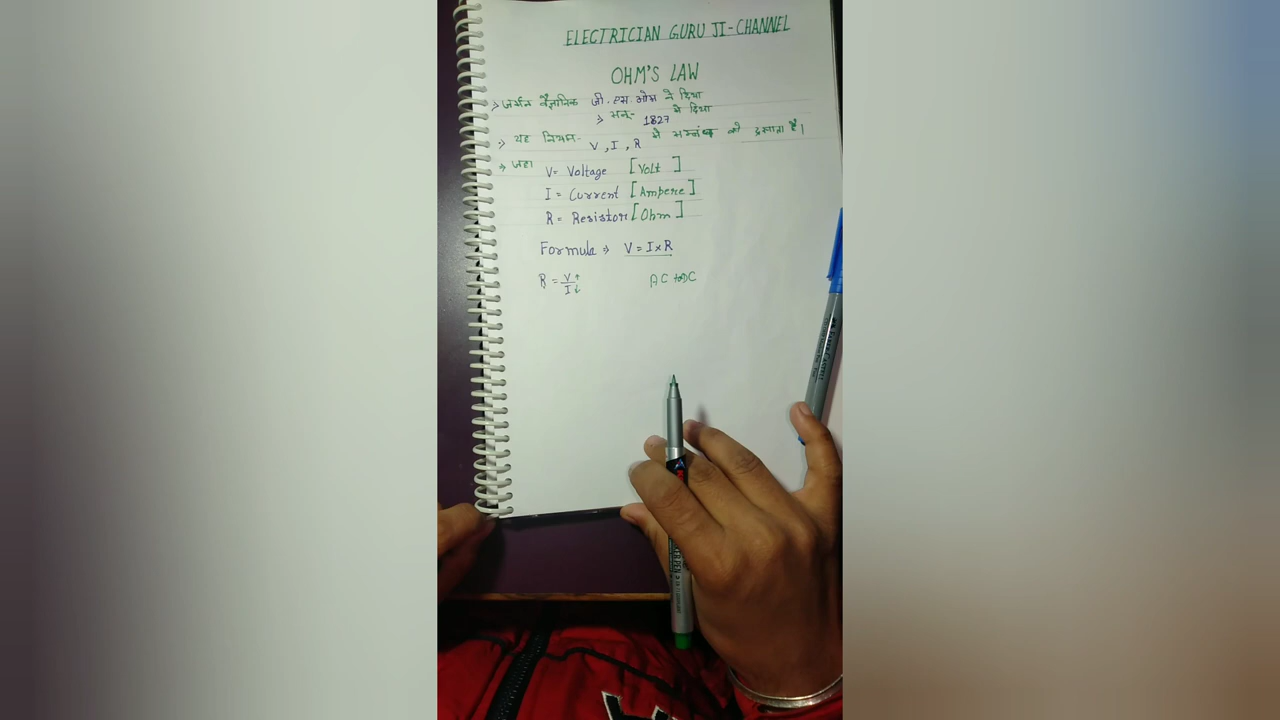 ELECTRICIAN GURU JI-CHANNEL
OHM'S LAW
⇒ जर्मन वैज्ञानिक जी.एस.ओम ने दिया
⇒ सन्- 1827 मे दिया
⇒ यह नियम- V, I, R मे सम्बंध को दर्शाता है।
⇒ जहा
V= Voltage [Volt]
I = Current [Ampere]
R= Resistor [Ohm]
Formula ⇒ V = I×R
R = V↑/I↓
AC DC